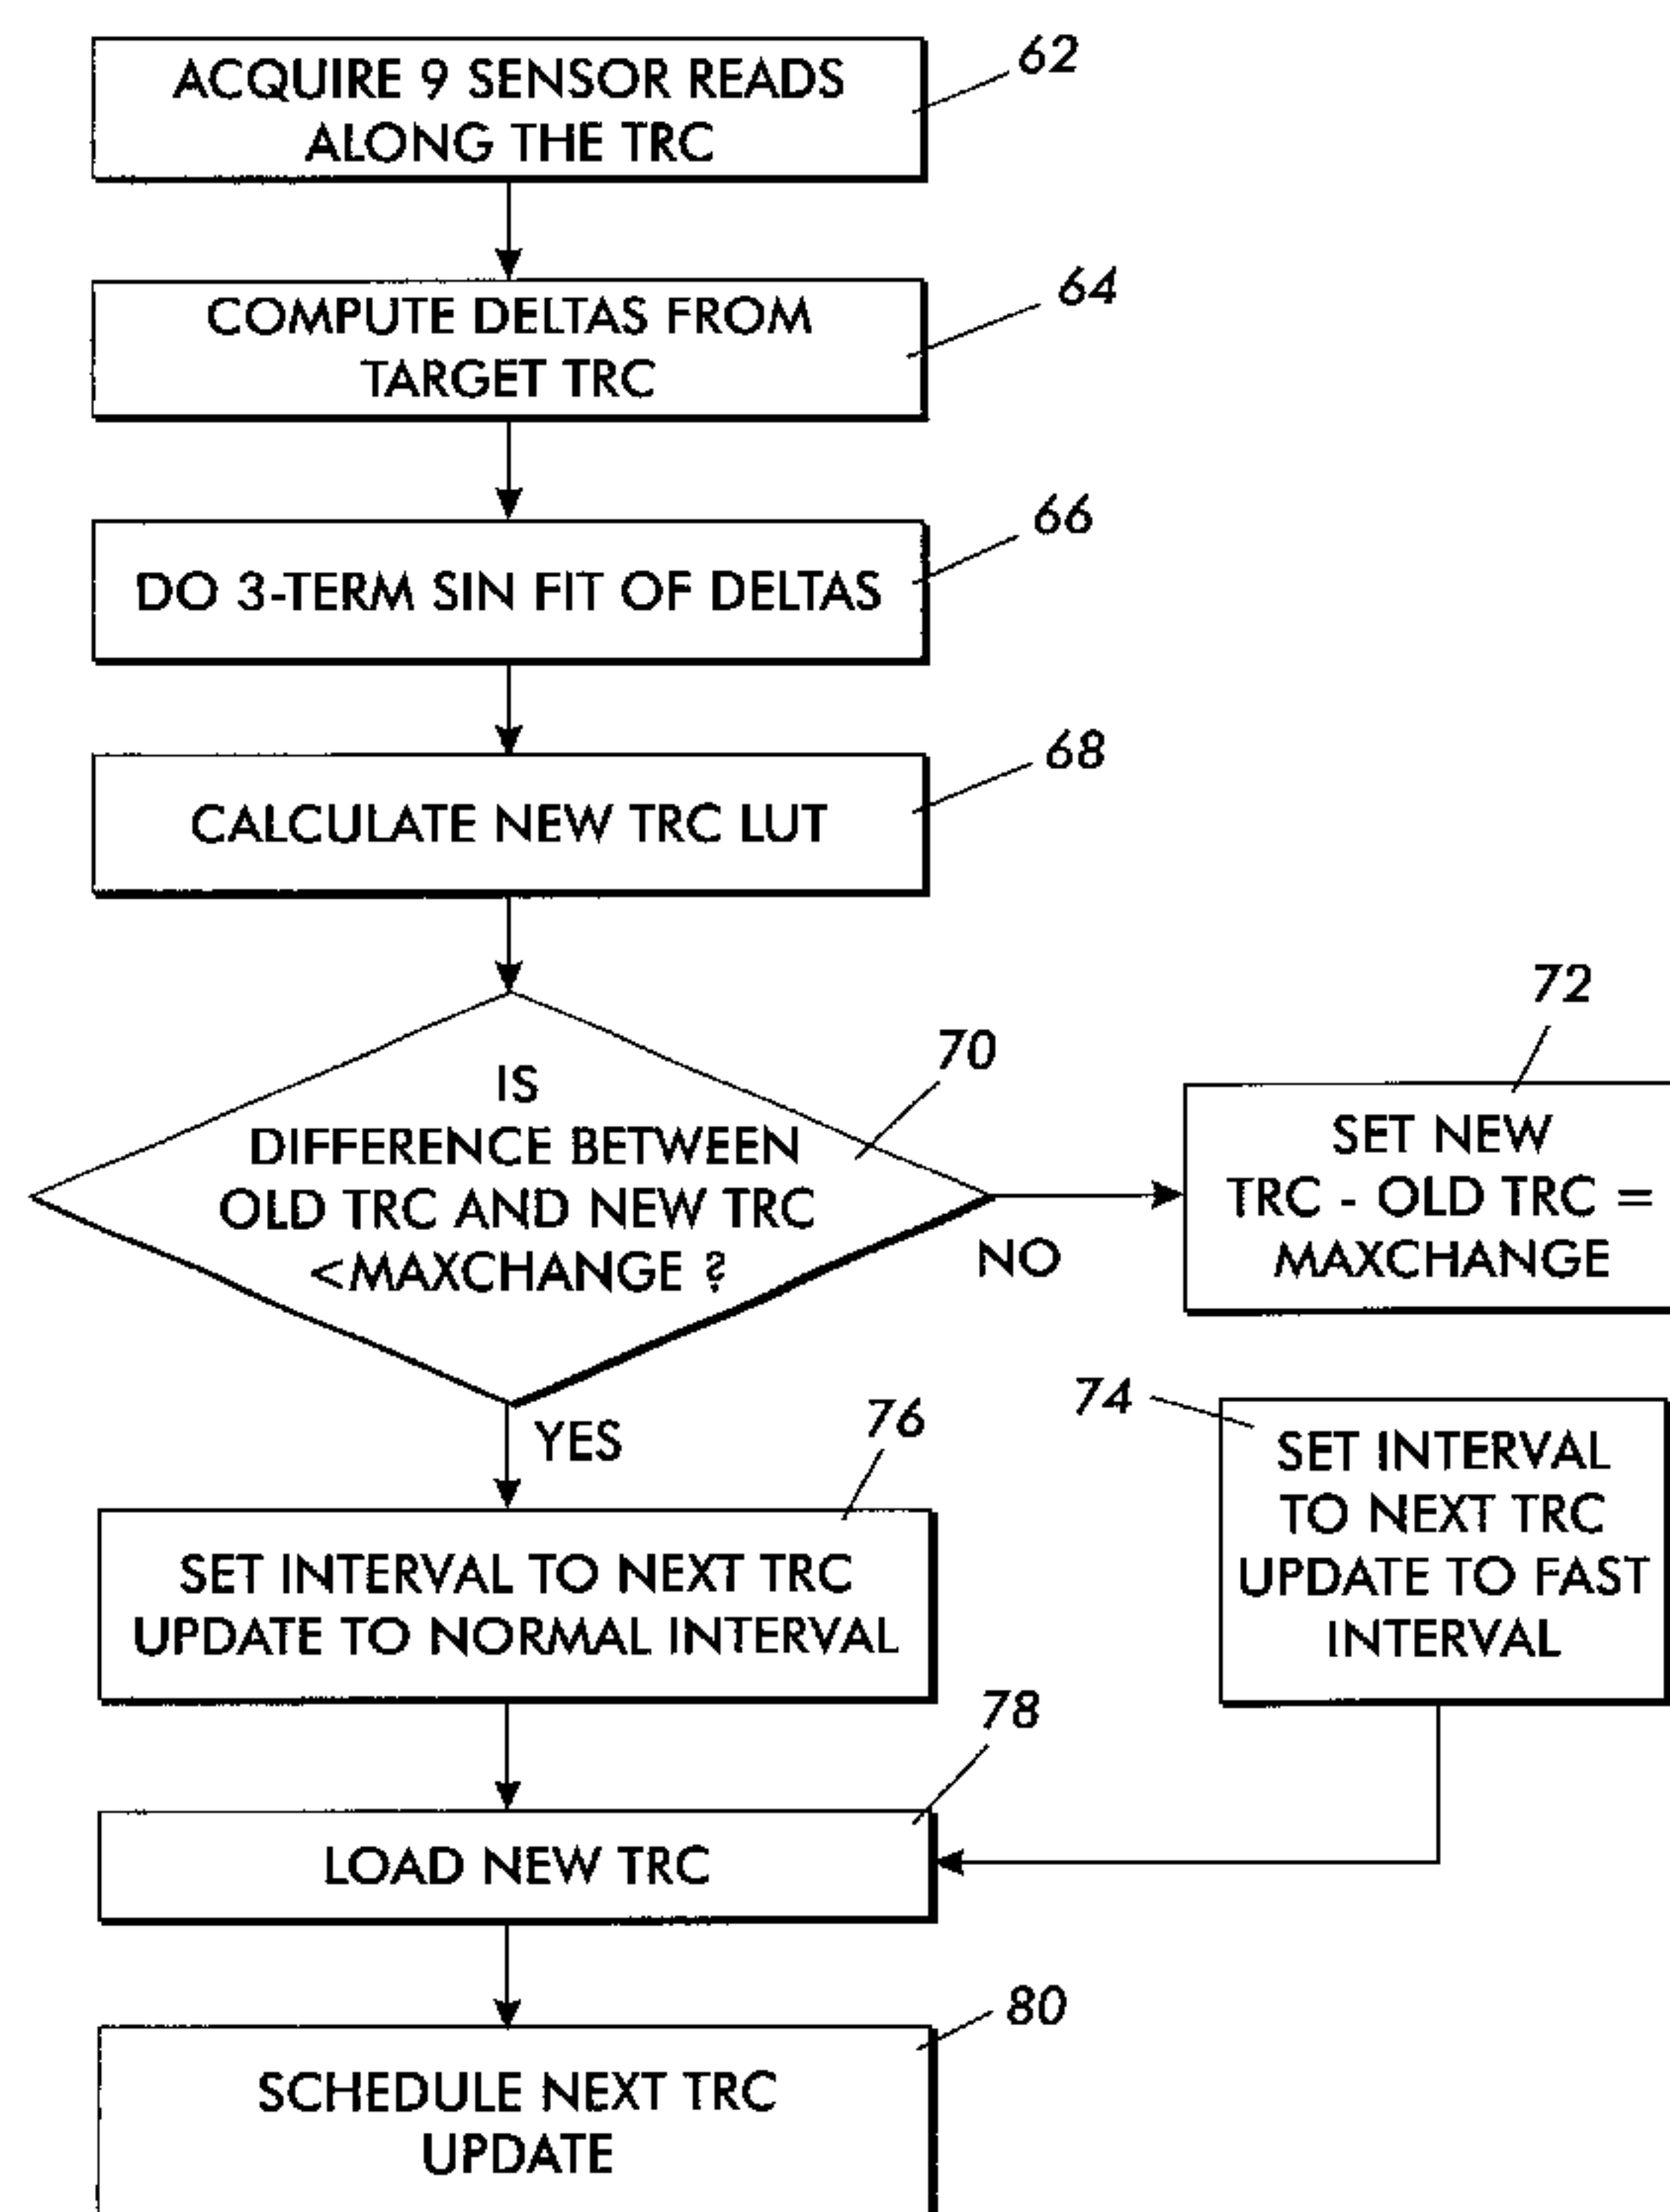 62
ACQUIRE 9 SENSOR READS
ALONG THE TRC
64
COMPUTE DELTAS FROM
TARGET TRC
66
DO 3-TERM SIN FIT OF DELTAS
68
CALCULATE NEW TRC LUT
70
IS
DIFFERENCE BETWEEN
OLD TRC AND NEW TRC
<MAXCHANGE ?
NO
72
SET NEW
TRC - OLD TRC =
MAXCHANGE
74
SET INTERVAL
TO NEXT TRC
UPDATE TO FAST
INTERVAL
YES
76
SET INTERVAL TO NEXT TRC
UPDATE TO NORMAL INTERVAL
78
LOAD NEW TRC
80
SCHEDULE NEXT TRC
UPDATE